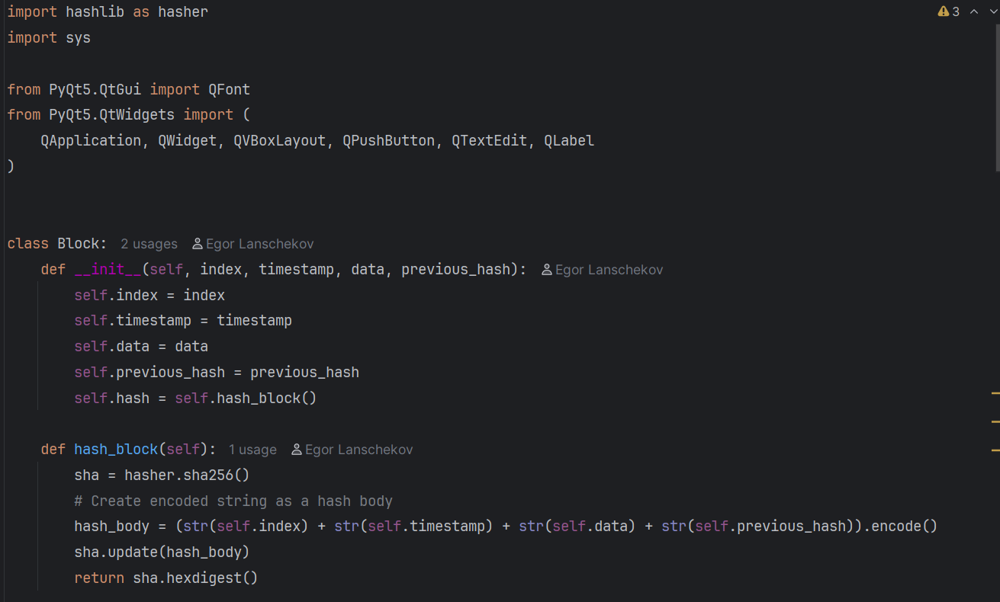 import hashlib as hasher
3
import sys
from PyQt5.QtGui import QFont
from PyQt5.QtWidgets import (
    QApplication, QWidget, QVBoxLayout, QPushButton, QTextEdit, QLabel
)
class Block: 2 usages Egor Lanschekov
    def __init__(self, index, timestamp, data, previous_hash): Egor Lanschekov
        self.index = index
        self.timestamp = timestamp
        self.data = data
        self.previous_hash = previous_hash
        self.hash = self.hash_block()
    def hash_block(self): 1 usage Egor Lanschekov
        sha = hasher.sha256()
        # Create encoded string as a hash body
        hash_body = (str(self.index) + str(self.timestamp) + str(self.data) + str(self.previous_hash)).encode()
        sha.update(hash_body)
        return sha.hexdigest()